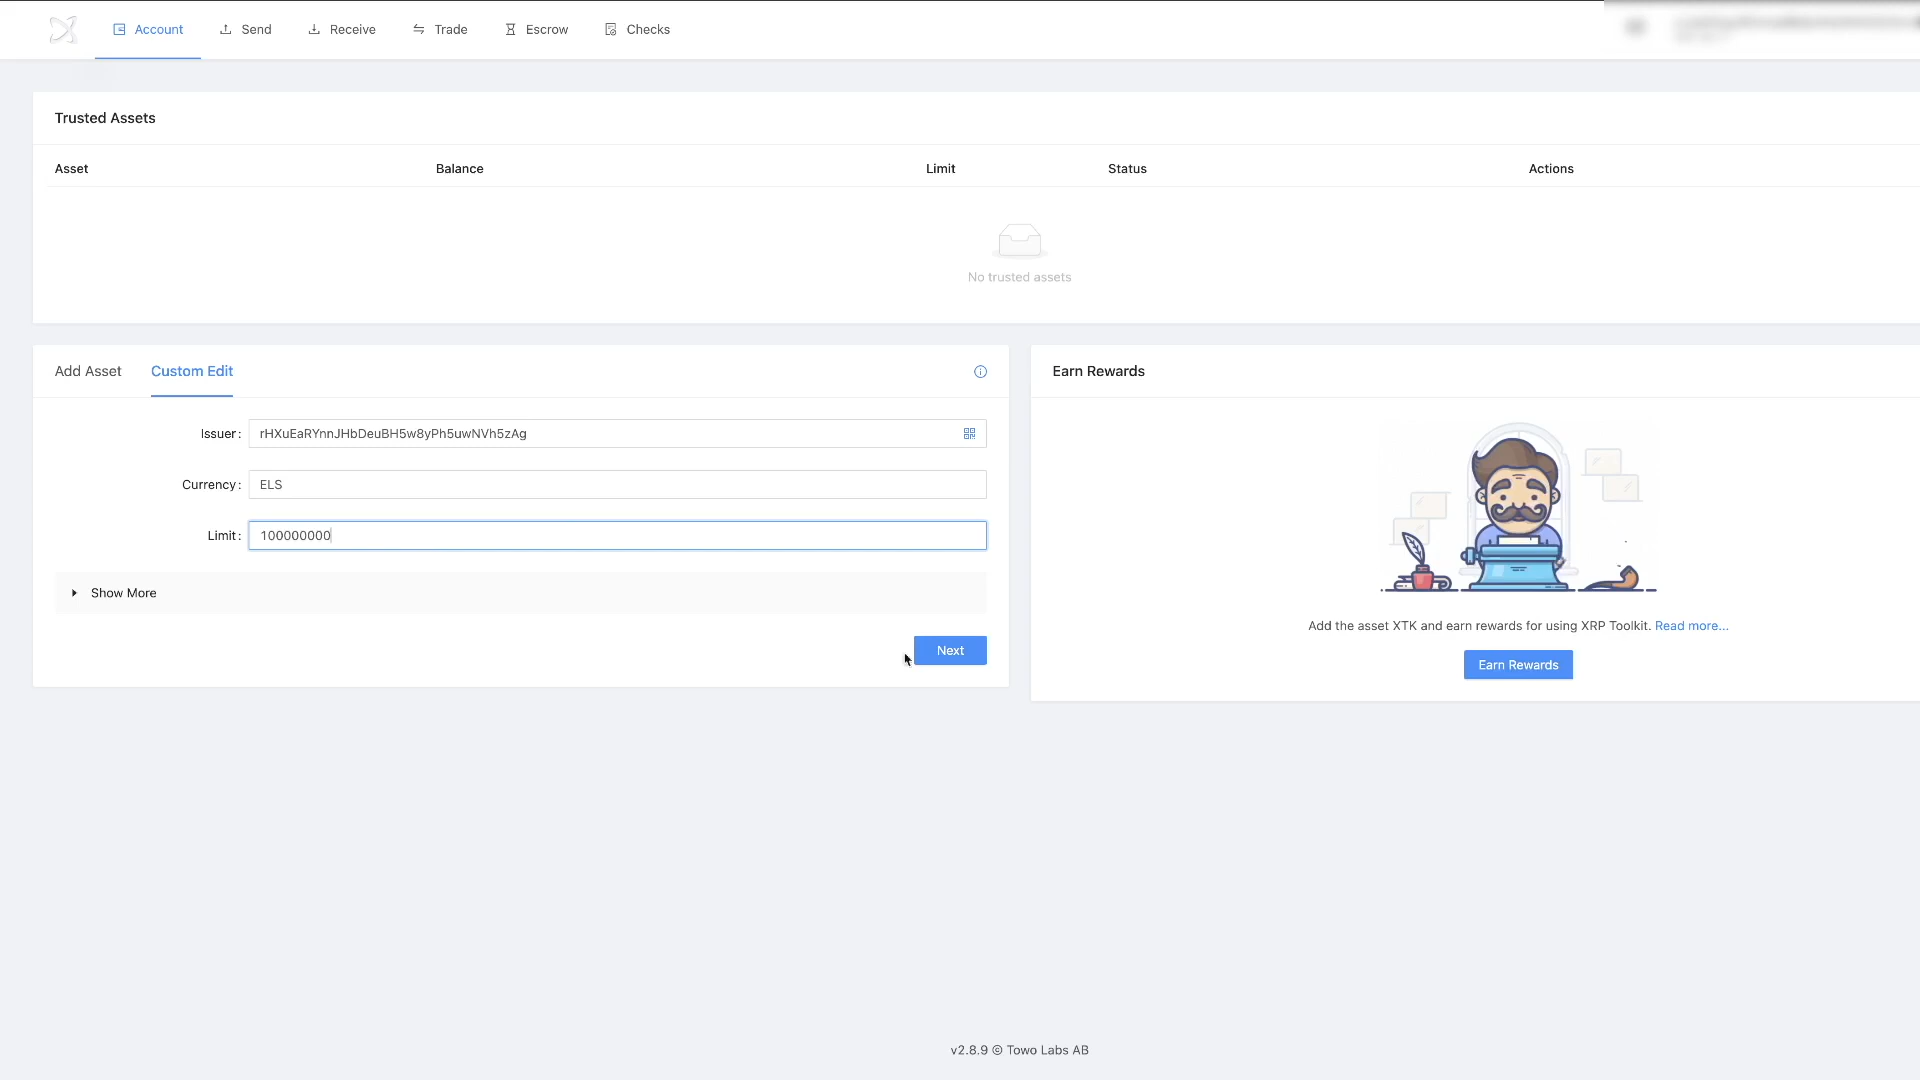 Account
Send
Receive
Trade
Escrow
Checks
Trusted Assets
Asset
Balance
Limit
Status
Actions
No trusted assets
Add Asset
Custom Edit
Issuer:
rHXuEaRYnnJHbDeuBH5w8yPh5uwNVh5zAg
Currency:
ELS
Limit:
100000000
Show More
Next
Earn Rewards
Add the asset XTK and earn rewards for using XRP Toolkit. Read more...
Earn Rewards
v2.8.9 © Towo Labs AB